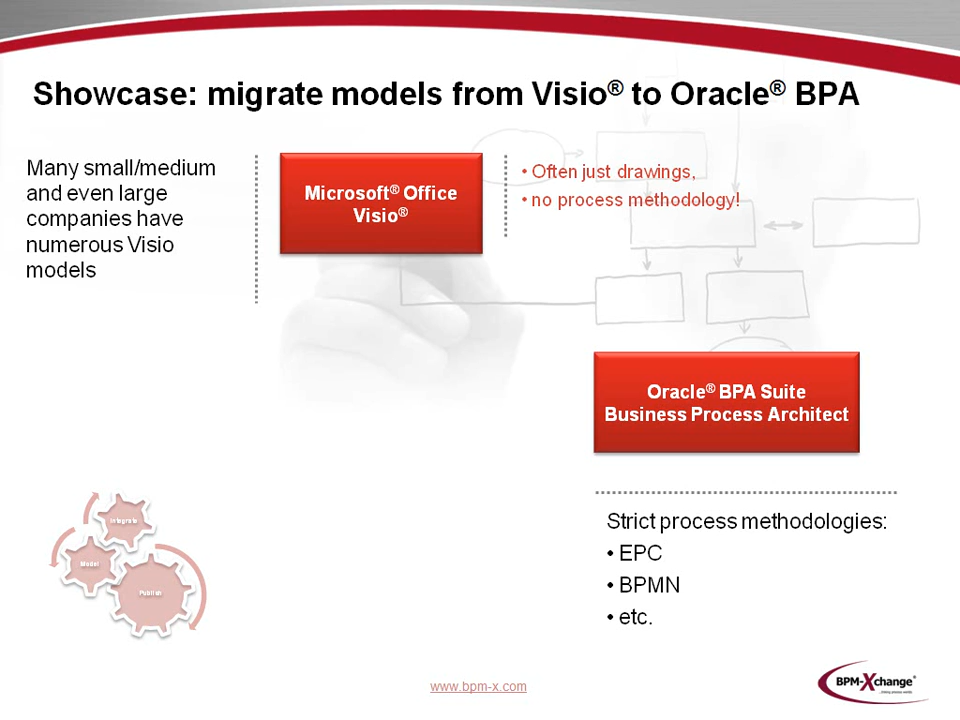 Showcase: migrate models from Visio® to Oracle® BPA
Many small/medium
and even large
companies have
numerous Visio
models
Microsoft® Office
Visio®
• Often just drawings,
• no process methodology!
Oracle® BPA Suite
Business Process Architect
Strict process methodologies:
• EPC
• BPMN
• etc.
Integrate
Model
Publish
www.bpm-x.com
BPM-Xchange®